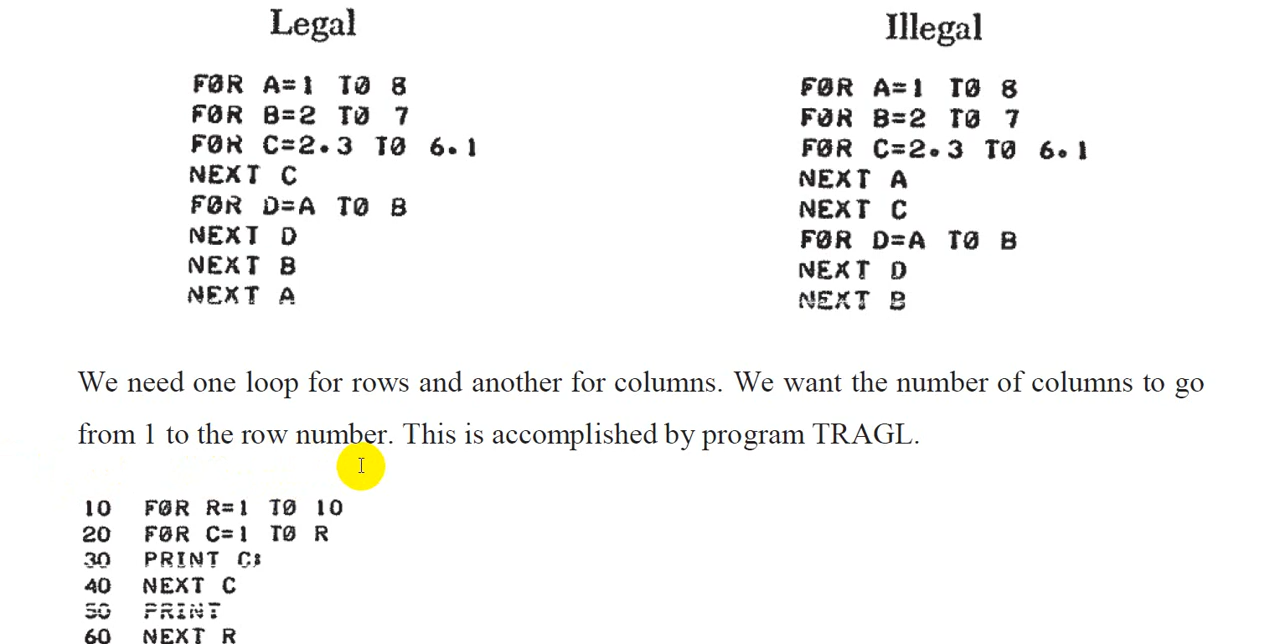 Legal
FØR A=1 TØ 8
FØR B=2 TØ 7
FØR C=2.3 TØ 6.1
NEXT C
FØR D=A TØ B
NEXT D
NEXT B
NEXT A
Illegal
FØR A=1 TØ 8
FØR B=2 TØ 7
FØR C=2.3 TØ 6.1
NEXT A
NEXT C
FØR D=A TØ B
NEXT D
NEXT B
We need one loop for rows and another for columns. We want the number of columns to go
from 1 to the row number. This is accomplished by program TRAGL.
10 FØR R=1 TØ 10
20 FØR C=1 TØ R
30 PRINT C;
40 NEXT C
50 PRINT
60 NEXT R